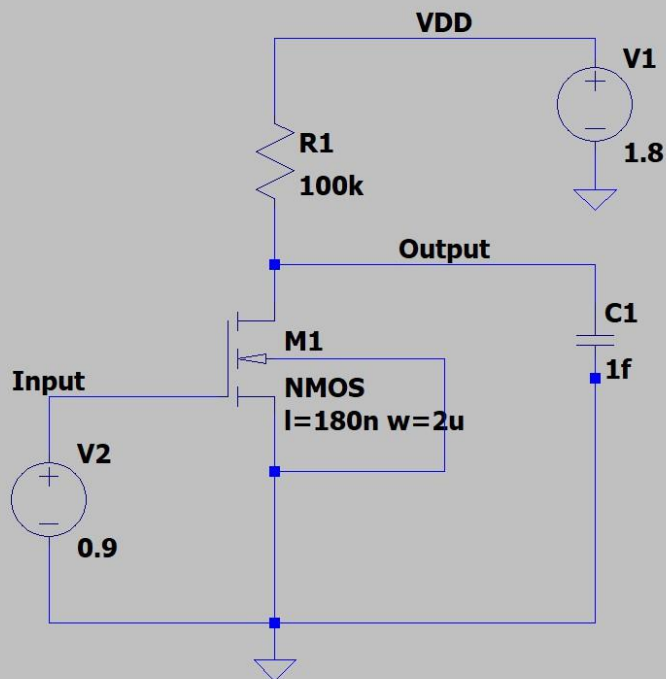 VDD
V1
1.8
R1
100k
Output
C1
1f
M1
NMOS
l=180n w=2u
Input
V2
0.9